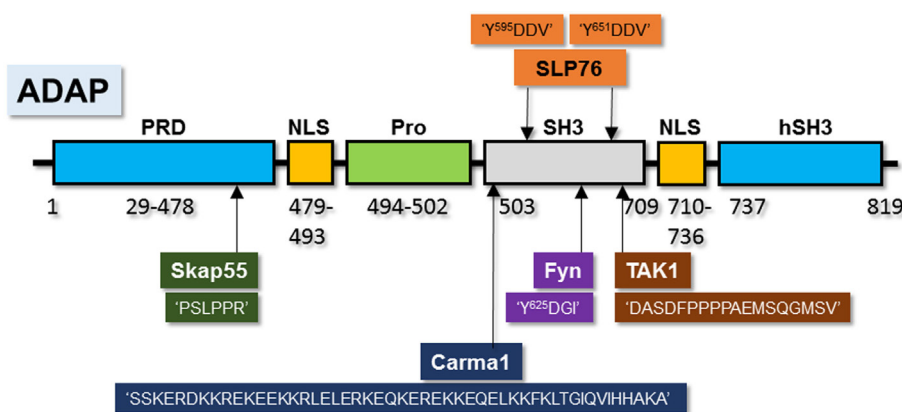 'Y⁵⁹⁵DDV' 'Y⁶⁵¹DDV'
SLP76
ADAP
PRD NLS Pro SH3 NLS hSH3
1 29-478 479-493 494-502 503 709 710-736 737 819
Skap55 Fyn TAK1
'PSLPPR' 'Y⁶²⁵DGI' 'DASDFPPPPAEMSQGMSV'
Carma1
'SSKERDKKREKEEKKRLELERKEQKEREKKEQELKKFKLTGIQVIHHAKA'